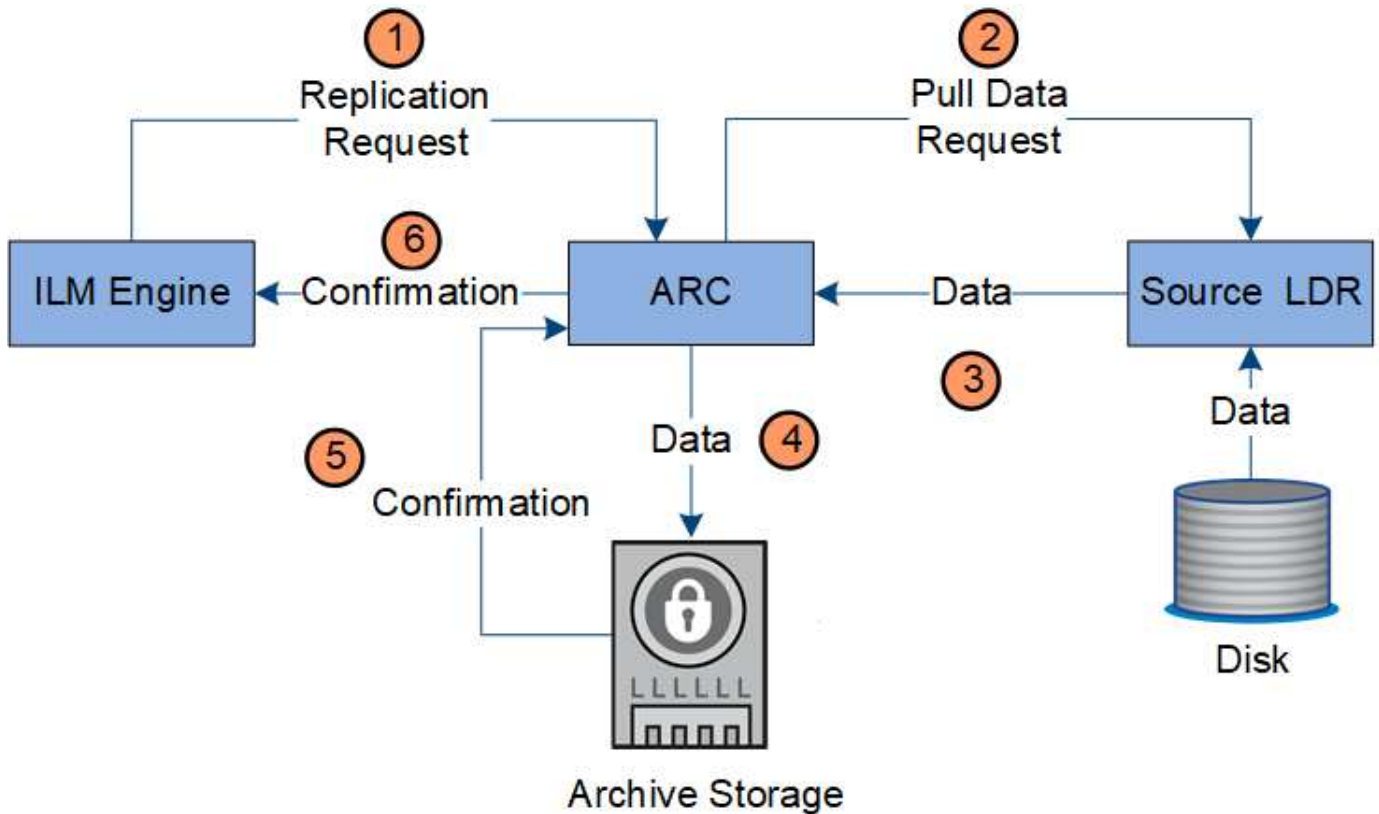 1
Replication
Request
2
Pull Data
Request
6
ILM Engine
Confirmation
ARC
Data
Source LDR
3
Data
4
Data
5
Confirmation
LLLLLL
Disk
Archive Storage